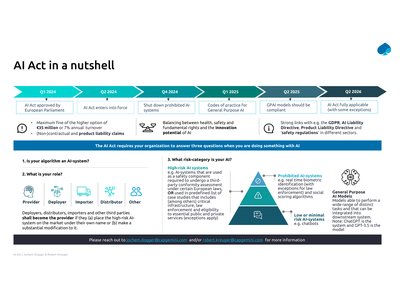 AI Act in a nutshell
Q1 2024
Q2 2024
Q4 2024
Q1 2025
Q2 2025
Q2 2026
AI Act approved by
European Parliament
AI Act enters into force
Shut down prohibited AI-
systems
Codes of practice for
General Purpose AI
GPAI models should be
compliant
AI Act fully applicable
(with some exceptions)
• Maximum fine of the higher option of
€35 million or 7% annual turnover
• (Non-)contractual and product liability claims
Balancing between health, safety and
fundamental rights and the innovation
potential of AI
Strong links with e.g. the GDPR, AI Liability
Directive, Product Liability Directive and
'safety regulations' in different sectors.
The AI Act requires your organization to answer three questions when you are doing something with AI
1. Is your algorithm an AI-system?
2. What is your role?
Provider
Deployer
Importer
Distributor
Other
Deployers, distributors, importers and other third parties
shall become the provider if they (a) place the high-risk AI-
system on the market under their own name or (b) make a
substantial modification to it.
3. What risk-category is your AI?
High-risk AI-systems
e.g. AI-systems that are used
as a safety component
required to undergo a third-
party conformity assessment
under certain European laws,
OR used in predefined list of
case studies that includes
(among others) critical
infrastructure, law
enforcement and eligibility
to essential public and private
services (exceptions apply)
Prohibited AI-systems
e.g. real time biometric
identification (with
exceptions for law
enforcement) and social
scoring algorithms
Low or minimal
risk AI-systems
e.g. chatbots
General Purpose
AI Models
Models able to
perform a wide
range of distinct
tasks and that
can be integrated
into downstream
system. Note:
ChatGPT is the
system and GPT-3.5 is the
model.
Please reach out to jochem.dogger@capgemini.com and/or robert.kreuger@capgemini.com for more information